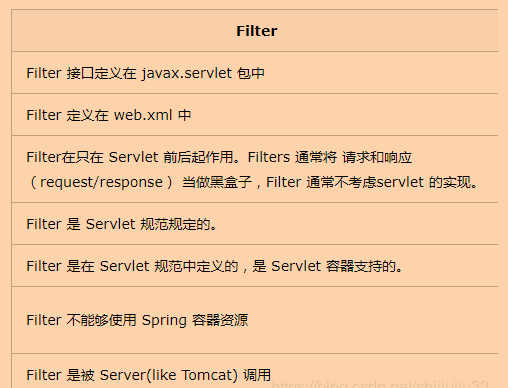 Filter
Filter 接口定义在 javax.servlet 包中
Filter 定义在 web.xml 中
Filter在只在 Servlet 前后起作用。Filters 通常将 请求和响应
（request/response） 当做黑盒子，Filter 通常不考虑servlet 的实现。
Filter 是 Servlet 规范规定的。
Filter 是在 Servlet 规范中定义的，是 Servlet 容器支持的。
Filter 不能够使用 Spring 容器资源
Filter 是被 Server(like Tomcat) 调用